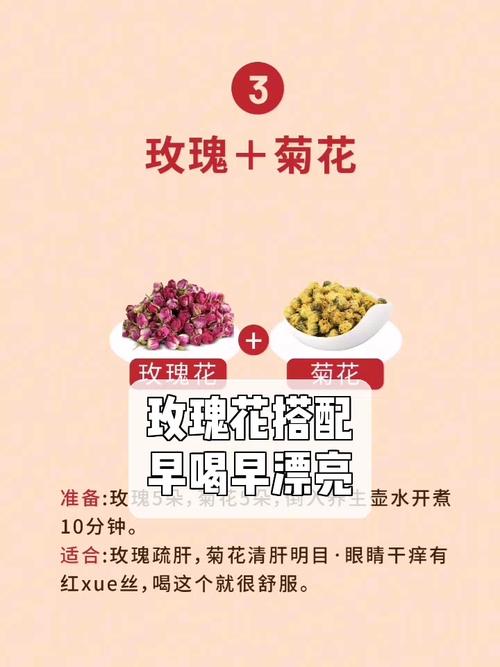 3
玫瑰＋菊花
+
玫瑰花
菊花
玫瑰花搭配
早喝早漂亮
准备:玫瑰5朵,菊花5朵,倒入养生壶水开煮
10分钟。
适合:玫瑰疏肝,菊花清肝明目·眼睛干痒有
红xue丝,喝这个就很舒服。